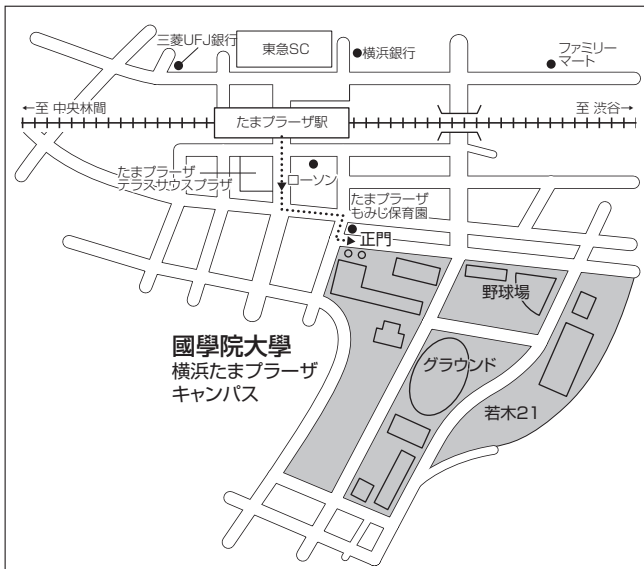 三菱UFJ銀行
東急SC
横浜銀行
ファミリー
マート
←至 中央林間
たまプラーザ駅
至 渋谷→
たまプラーザ
テラスサウスプラザ
ローソン
たまプラーザ
もみじ保育園
正門
野球場
國學院大學
横浜たまプラーザ
キャンパス
グラウンド
若木21